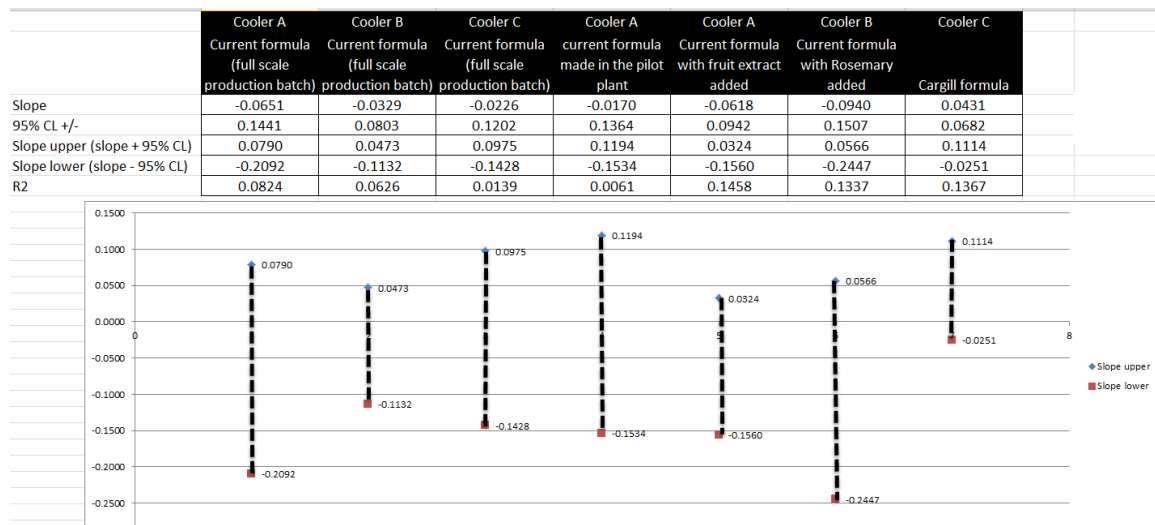 Cooler A Cooler B Cooler C Cooler A Cooler A Cooler B Cooler C
Current formula Current formula Current formula current formula Current formula Current formula
(full scale (full scale (full scale made in the pilot with fruit extract with Rosemary
production batch) production batch) production batch) plant added added Cargill formula
Slope -0.0651 -0.0329 -0.0226 -0.0170 -0.0618 -0.0940 0.0431
95% CL +/- 0.1441 0.0803 0.1202 0.1364 0.0942 0.1507 0.0682
Slope upper (slope + 95% CL) 0.0790 0.0473 0.0975 0.1194 0.0324 0.0566 0.1114
Slope lower (slope - 95% CL) -0.2092 -0.1132 -0.1428 -0.1534 -0.1560 -0.2447 -0.0251
R2 0.0824 0.0626 0.0139 0.0061 0.1458 0.1337 0.1367
0.1500
0.1194
0.1114
0.1000
0.0975
0.0790
0.0566
0.0500
0.0473
0.0324
0.0000
0 8
-0.0251
-0.0500
Slope upper
Slope lower
-0.1000
-0.1132
-0.1428
-0.1500
-0.1534
-0.1560
-0.2000
-0.2092
-0.2447
-0.2500